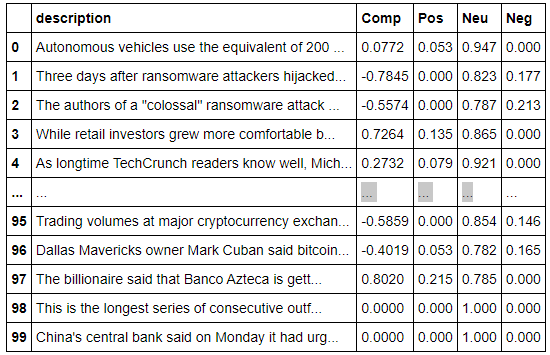 description Comp Pos Neu Neg
0 Autonomous vehicles use the equivalent of 200 ... 0.0772 0.053 0.947 0.000
1 Three days after ransomware attackers hijacked... -0.7845 0.000 0.823 0.177
2 The authors of a "colossal" ransomware attack ... -0.5574 0.000 0.787 0.213
3 While retail investors grew more comfortable b... 0.7264 0.135 0.865 0.000
4 As longtime TechCrunch readers know well, Mich... 0.2732 0.079 0.921 0.000
... ... ... ... ... ...
95 Trading volumes at major cryptocurrency exchan... -0.5859 0.000 0.854 0.146
96 Dallas Mavericks owner Mark Cuban said bitcoin... -0.4019 0.053 0.782 0.165
97 The billionaire said that Banco Azteca is gett... 0.8020 0.215 0.785 0.000
98 This is the longest series of consecutive outf... 0.0000 0.000 1.000 0.000
99 China's central bank said on Monday it had urg... 0.0000 0.000 1.000 0.000